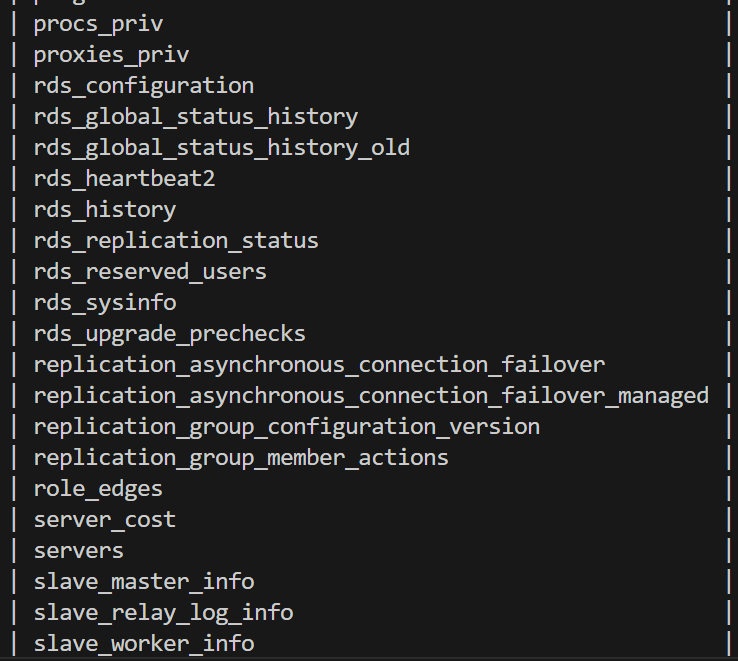 | procs_priv |
| proxies_priv |
| rds_configuration |
| rds_global_status_history |
| rds_global_status_history_old |
| rds_heartbeat2 |
| rds_history |
| rds_replication_status |
| rds_reserved_users |
| rds_sysinfo |
| rds_upgrade_prechecks |
| replication_asynchronous_connection_failover |
| replication_asynchronous_connection_failover_managed |
| replication_group_configuration_version |
| replication_group_member_actions |
| role_edges |
| server_cost |
| servers |
| slave_master_info |
| slave_relay_log_info |
| slave_worker_info |